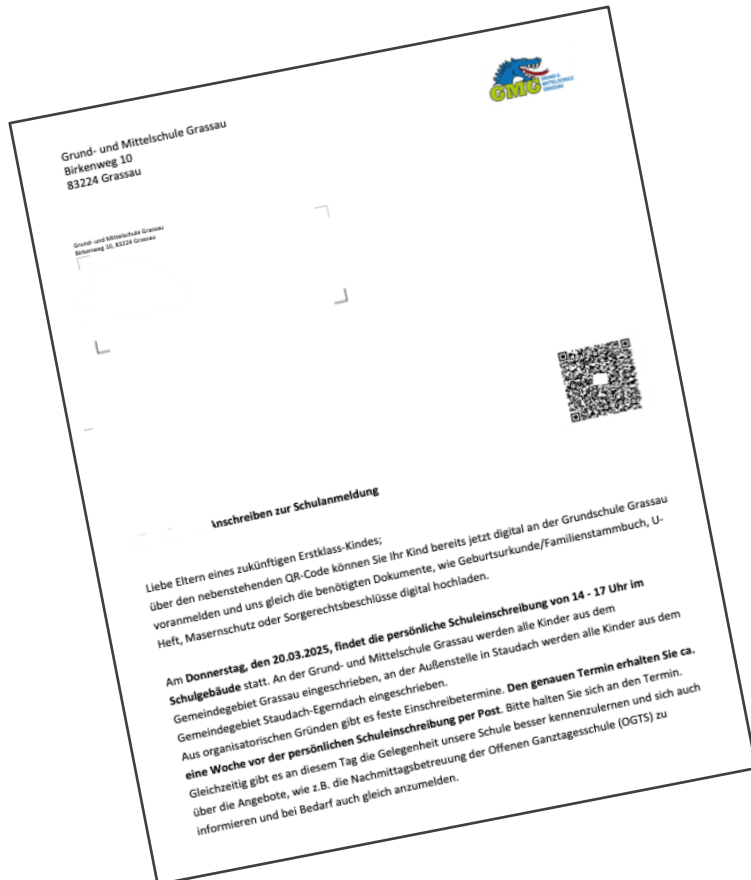 GMG GRUND- &
MITTELSCHULE
GRASSAU
Grund- und Mittelschule Grassau
Birkenweg 10
83224 Grassau
Grund- und Mittelschule Grassau
Birkenweg 10, 83224 Grassau
Anschreiben zur Schulanmeldung
Liebe Eltern eines zukünftigen Erstklass-Kindes;
über den nebenstehenden QR-Code können Sie Ihr Kind bereits jetzt digital an der Grundschule Grassau
voranmelden und uns gleich die benötigten Dokumente, wie Geburtsurkunde/Familienstammbuch, U-
Heft, Masernschutz oder Sorgerechtsbeschlüsse digital hochladen.
Am Donnerstag, den 20.03.2025, findet die persönliche Schuleinschreibung von 14 - 17 Uhr im
Schulgebäude statt. An der Grund- und Mittelschule Grassau werden alle Kinder aus dem
Gemeindegebiet Grassau eingeschrieben, an der Außenstelle in Staudach werden alle Kinder aus dem
Gemeindegebiet Staudach-Egerndach eingeschrieben.
Aus organisatorischen Gründen gibt es feste Einschreibetermine. Den genauen Termin erhalten Sie ca.
eine Woche vor der persönlichen Schuleinschreibung per Post. Bitte halten Sie sich an den Termin.
Gleichzeitig gibt es an diesem Tag die Gelegenheit unsere Schule besser kennenzulernen und sich auch
über die Angebote, wie z.B. die Nachmittagsbetreuung der Offenen Ganztagesschule (OGTS) zu
informieren und bei Bedarf auch gleich anzumelden.